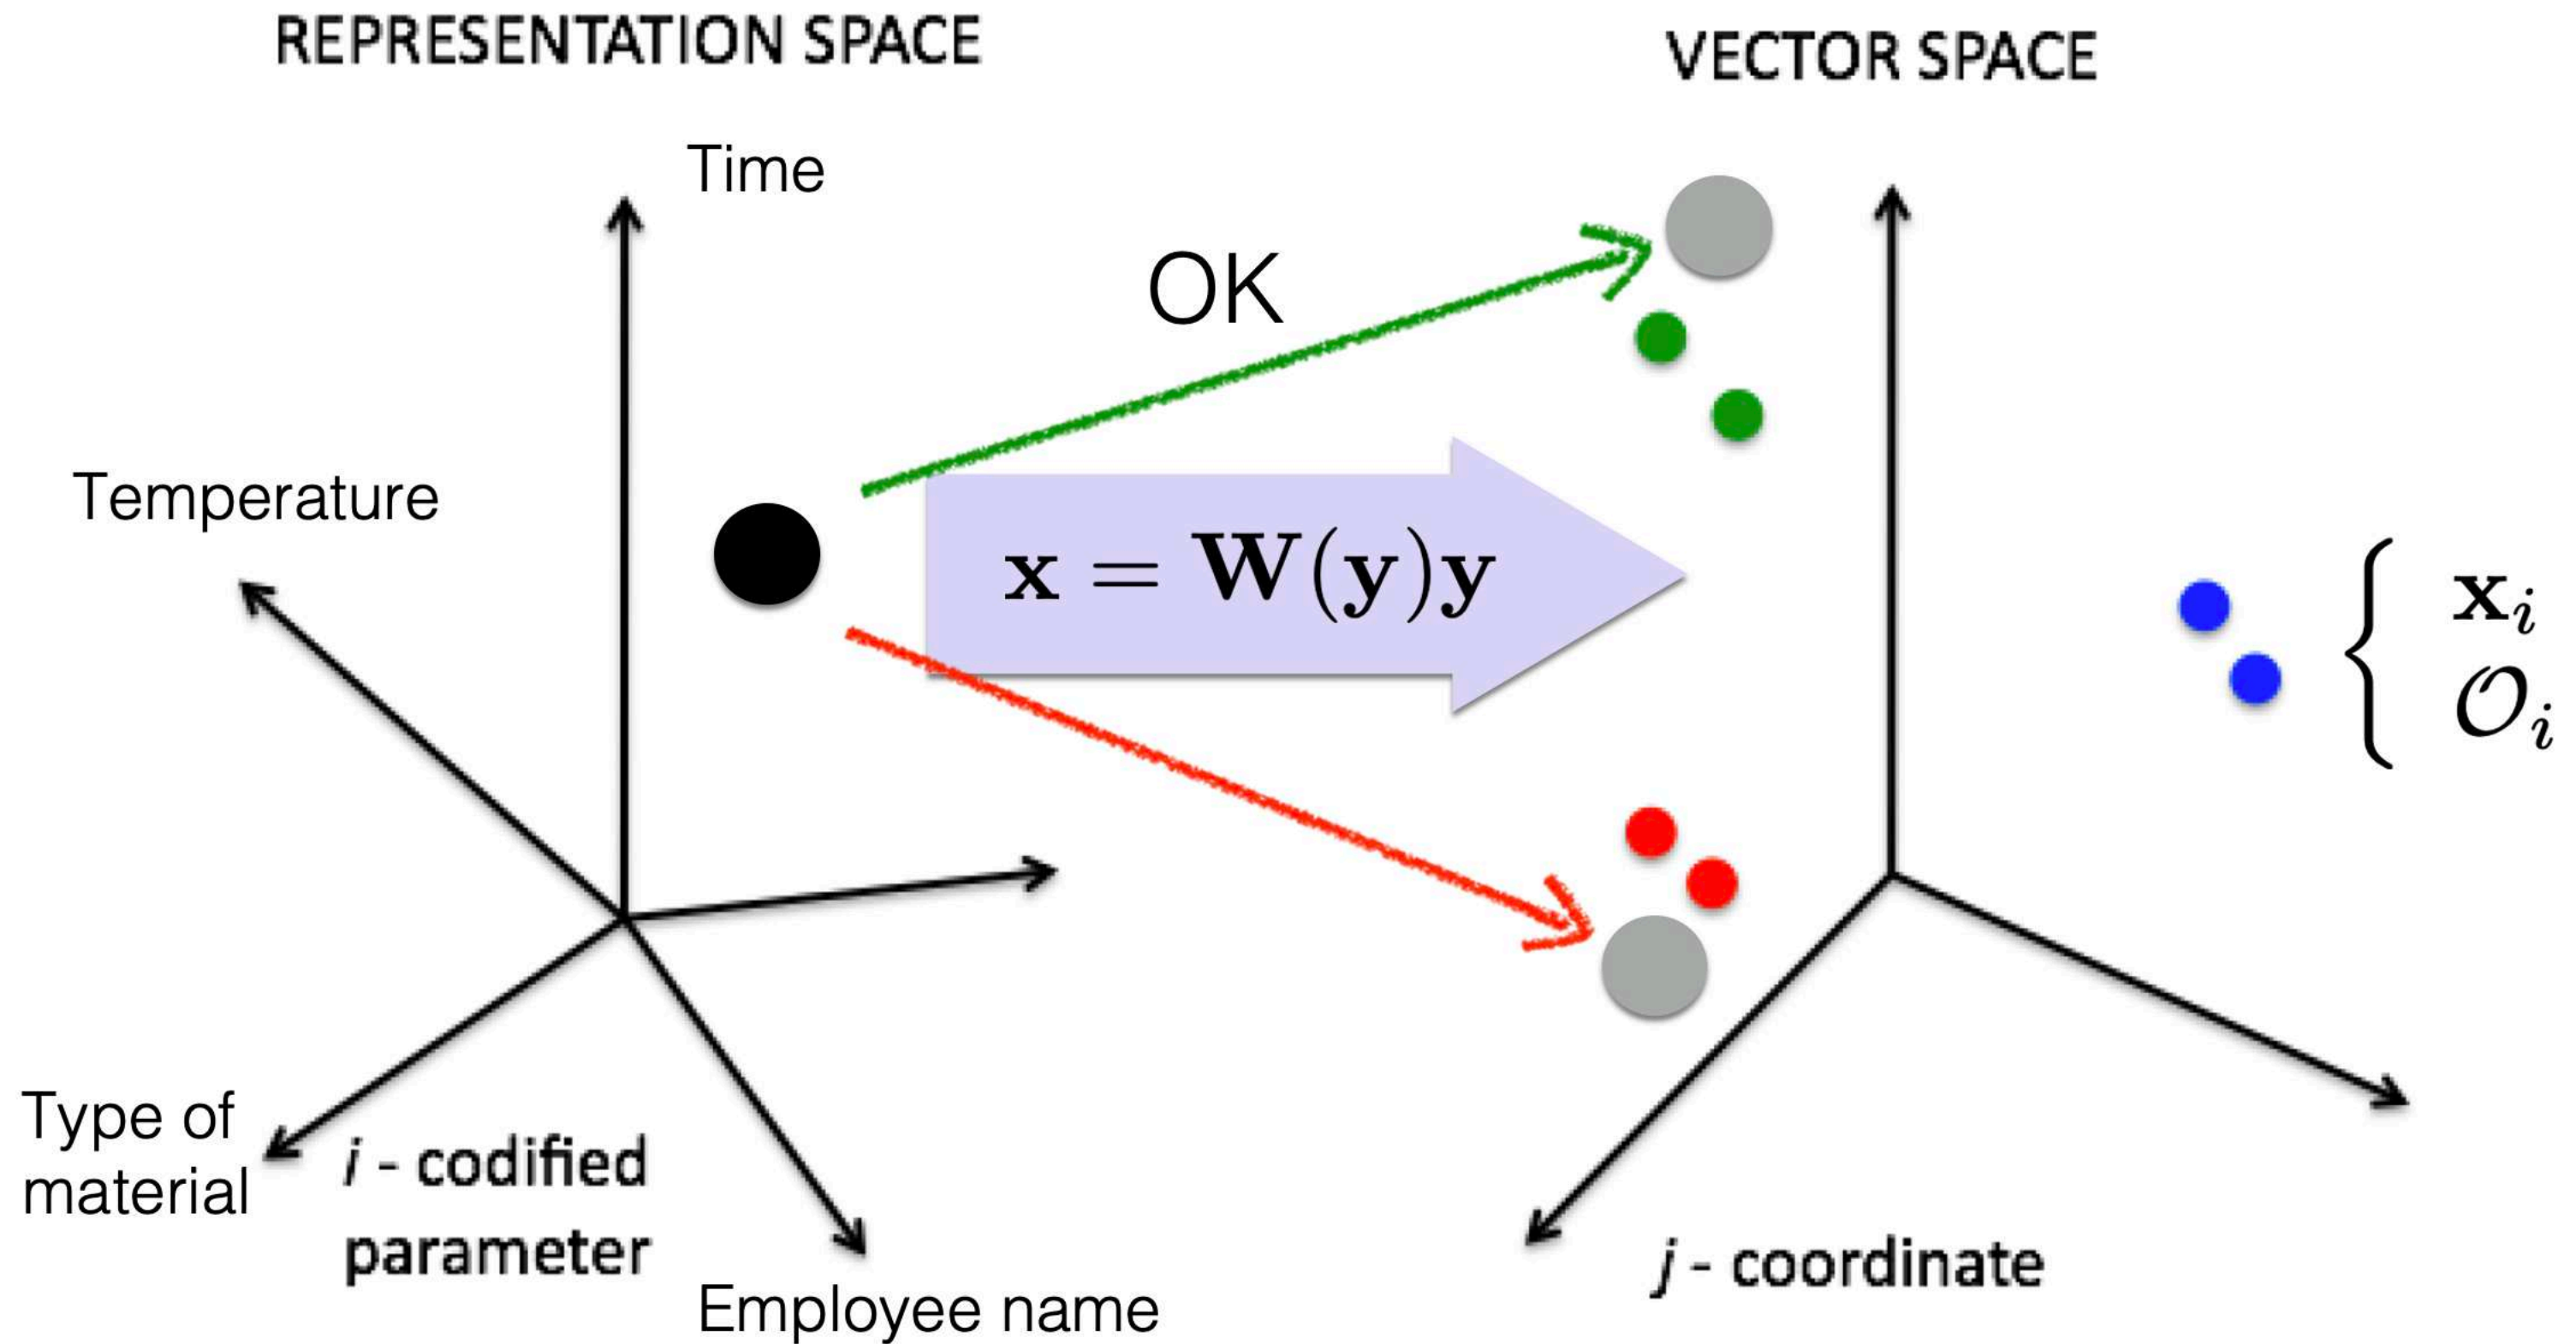 REPRESENTATION SPACE
VECTOR SPACE
Time
OK
Temperature
x = W(y)y
x_i
𝒪_i
Type of
material
i - codified
parameter
Employee name
j - coordinate